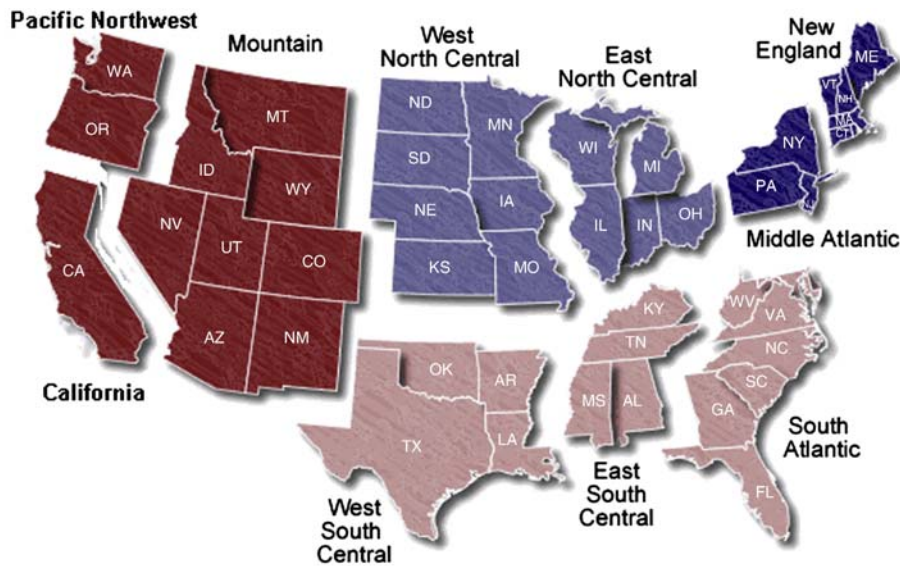 Pacific Northwest
Mountain
West
North Central
East
North Central
New
England
Middle Atlantic
California
West
South
Central
East
South
Central
South
Atlantic
WA
OR
CA
MT
ID
WY
NV
UT
CO
AZ
NM
ND
SD
NE
KS
MN
IA
MO
WI
MI
IL
IN
OH
ME
VT
NH
MA
CT
NY
PA
NJ
OK
AR
TX
LA
KY
TN
MS
AL
WV
VA
NC
SC
GA
FL